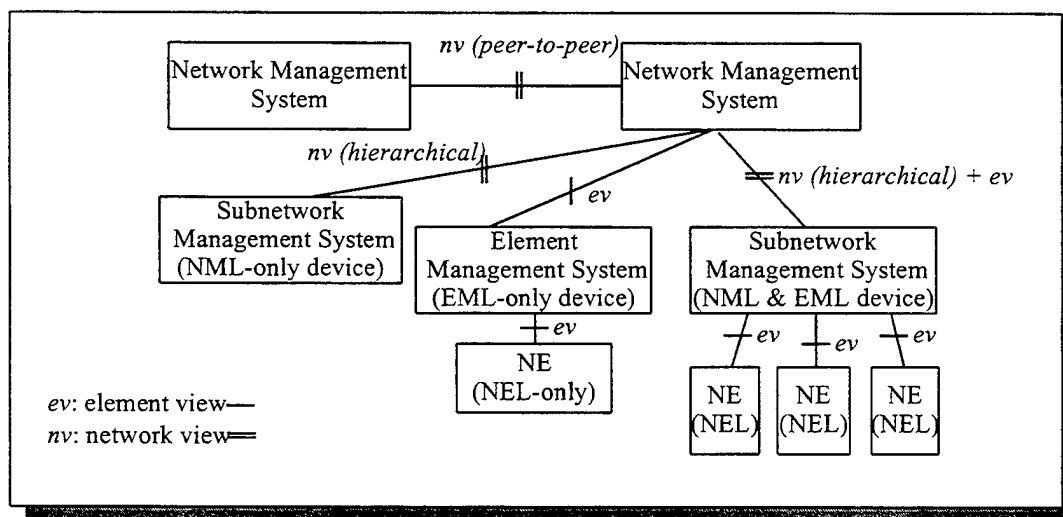 nv (peer-to-peer)
Network Management
System
Network Management
System
nv (hierarchical)
ev
nv (hierarchical) + ev
Subnetwork
Management System
(NML-only device)
Element
Management System
(EML-only device)
Subnetwork
Management System
(NML & EML device)
ev
ev
ev
ev
NE
(NEL-only)
NE
(NEL)
NE
(NEL)
NE
(NEL)
ev: element view
nv: network view